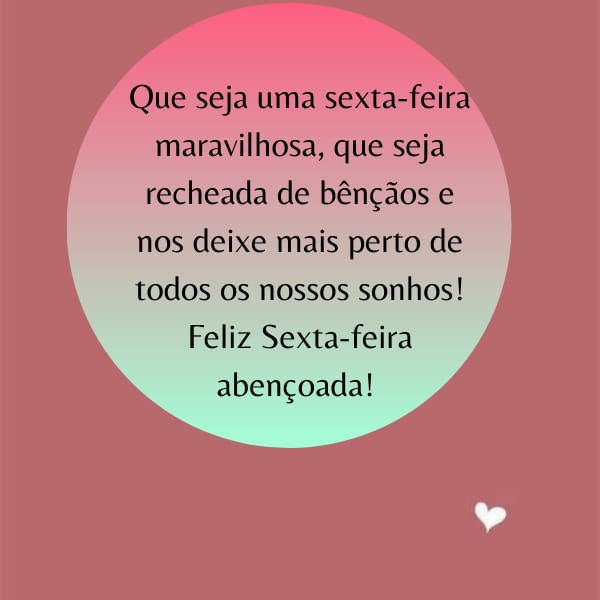 Que seja uma sexta-feira
maravilhosa, que seja
recheada de bênçãos e
nos deixe mais perto de
todos os nossos sonhos!
Feliz Sexta-feira
abençoada!